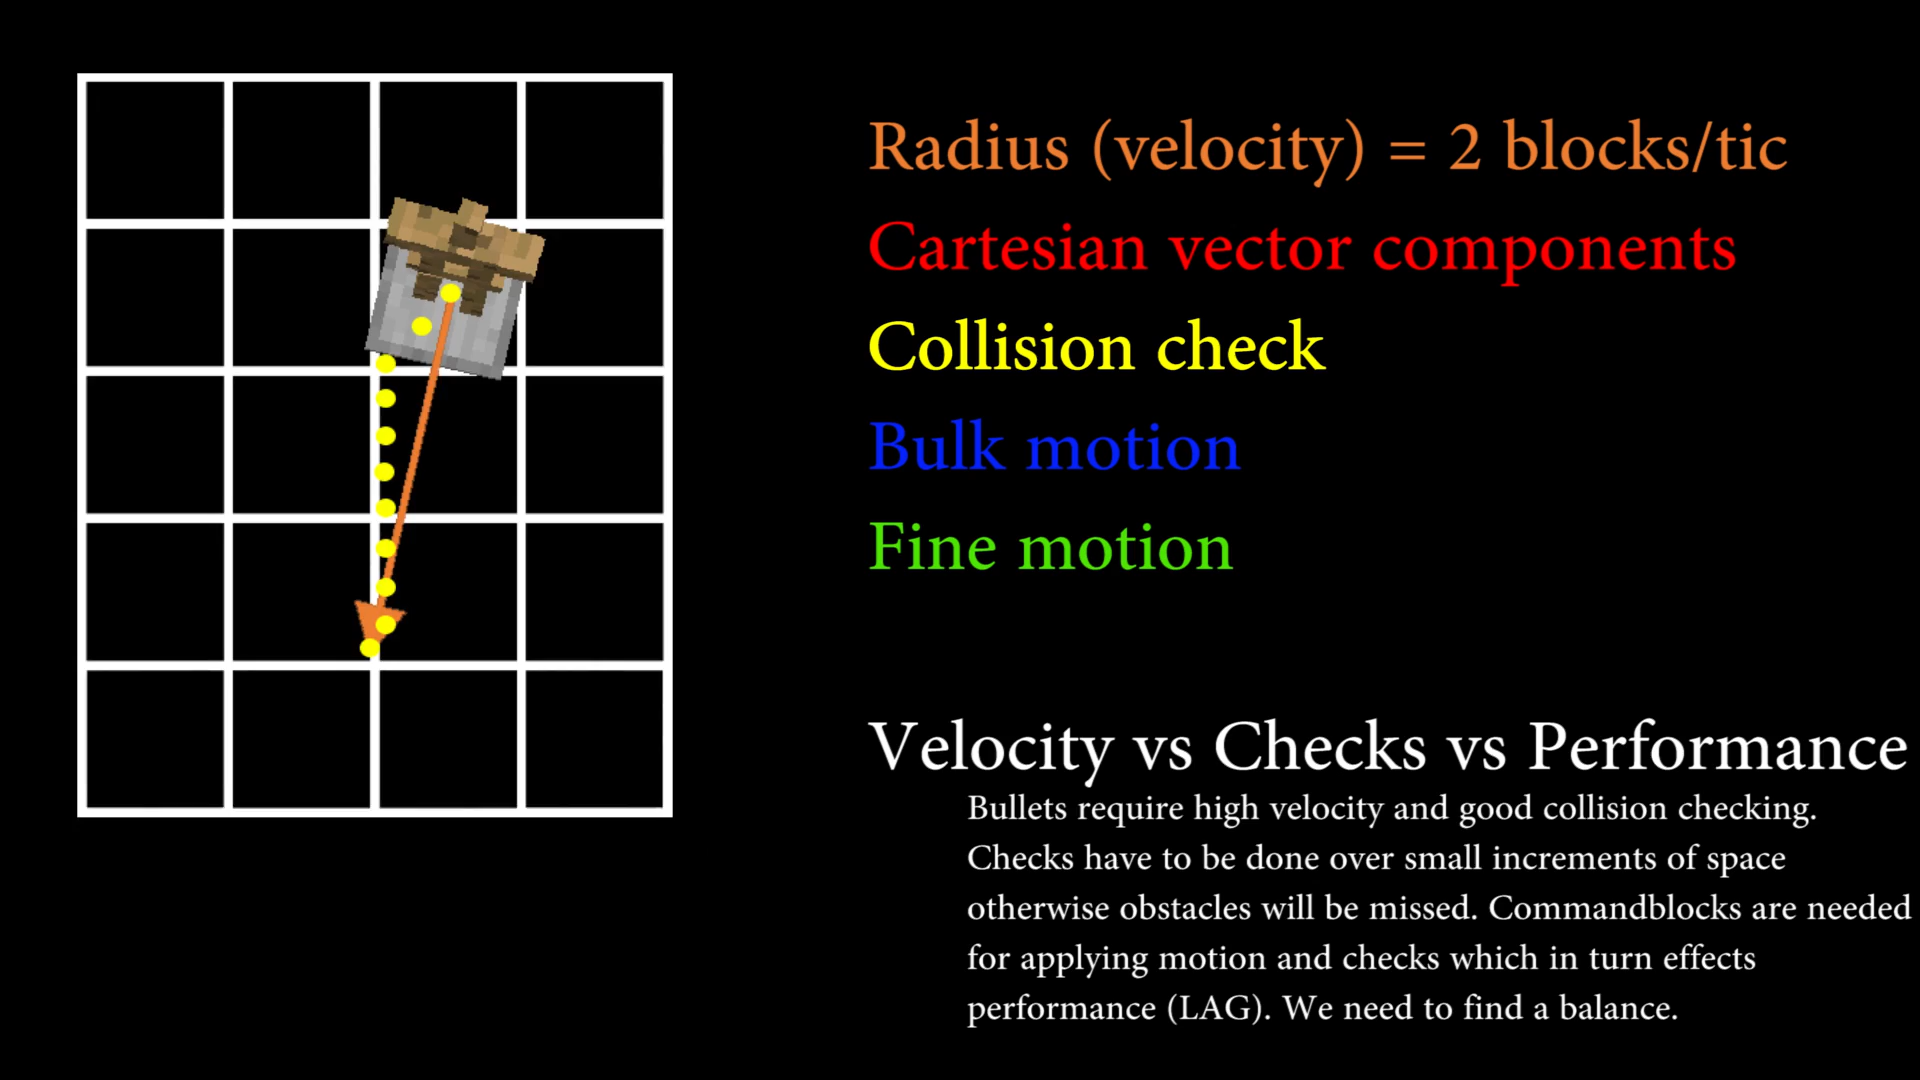 Radius (velocity) = 2 blocks/tic
Cartesian vector components
Collision check
Bulk motion
Fine motion
Velocity vs Checks vs Performance
Bullets require high velocity and good collision checking.
Checks have to be done over small increments of space
otherwise obstacles will be missed. Commandblocks are needed
for applying motion and checks which in turn effects
performance (LAG). We need to find a balance.